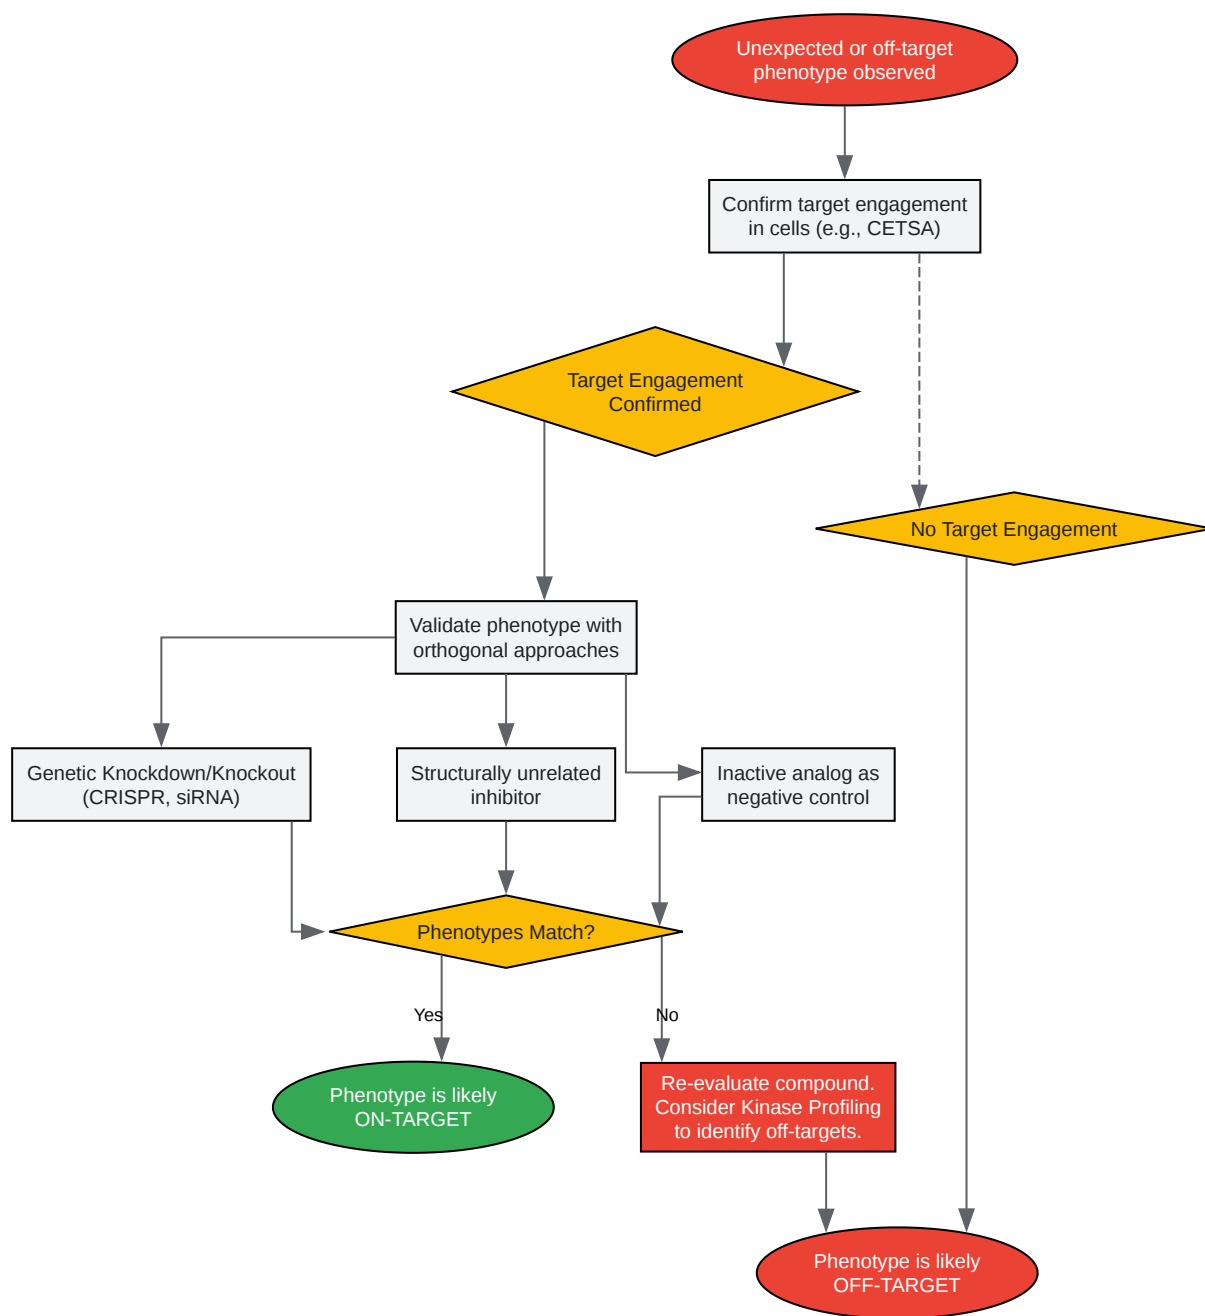 Unexpected or off-target
phenotype observed
Confirm target engagement
in cells (e.g., CETSA)
Target Engagement
Confirmed
No Target Engagement
Validate phenotype with
orthogonal approaches
Genetic Knockdown/Knockout
(CRISPR, siRNA)
Structurally unrelated
inhibitor
Inactive analog as
negative control
Phenotypes Match?
Yes
No
Phenotype is likely
ON-TARGET
Re-evaluate compound.
Consider Kinase Profiling
to identify off-targets.
Phenotype is likely
OFF-TARGET